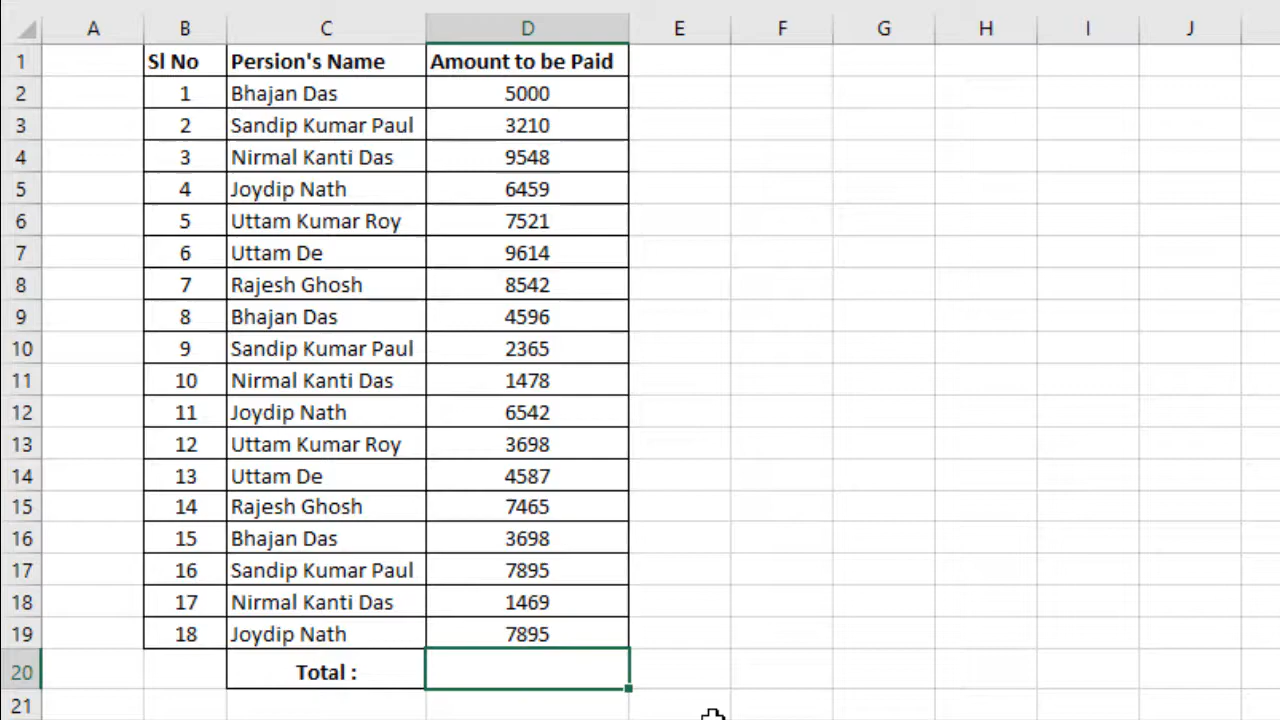 A B C D E F G H I J
1 Sl No Persion's Name Amount to be Paid
2 1 Bhajan Das 5000
3 2 Sandip Kumar Paul 3210
4 3 Nirmal Kanti Das 9548
5 4 Joydip Nath 6459
6 5 Uttam Kumar Roy 7521
7 6 Uttam De 9614
8 7 Rajesh Ghosh 8542
9 8 Bhajan Das 4596
10 9 Sandip Kumar Paul 2365
11 10 Nirmal Kanti Das 1478
12 11 Joydip Nath 6542
13 12 Uttam Kumar Roy 3698
14 13 Uttam De 4587
15 14 Rajesh Ghosh 7465
16 15 Bhajan Das 3698
17 16 Sandip Kumar Paul 7895
18 17 Nirmal Kanti Das 1469
19 18 Joydip Nath 7895
20 Total :
21